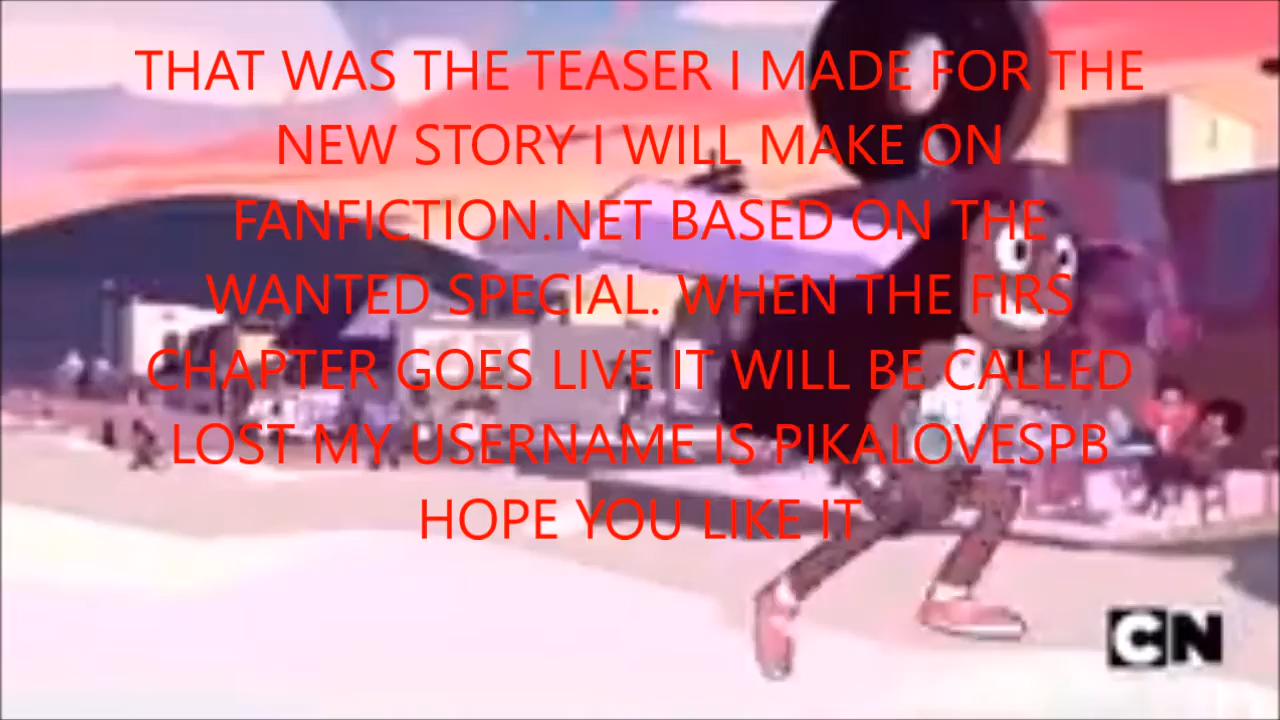 THAT WAS THE TEASER I MADE FOR THE
NEW STORY I WILL MAKE ON
FANFICTION.NET BASED ON THE
WANTED SPECIAL. WHEN THE FIRS
CHAPTER GOES LIVE IT WILL BE CALLED
LOST MY USERNAME IS PIKALOVESPB
HOPE YOU LIKE IT
CN